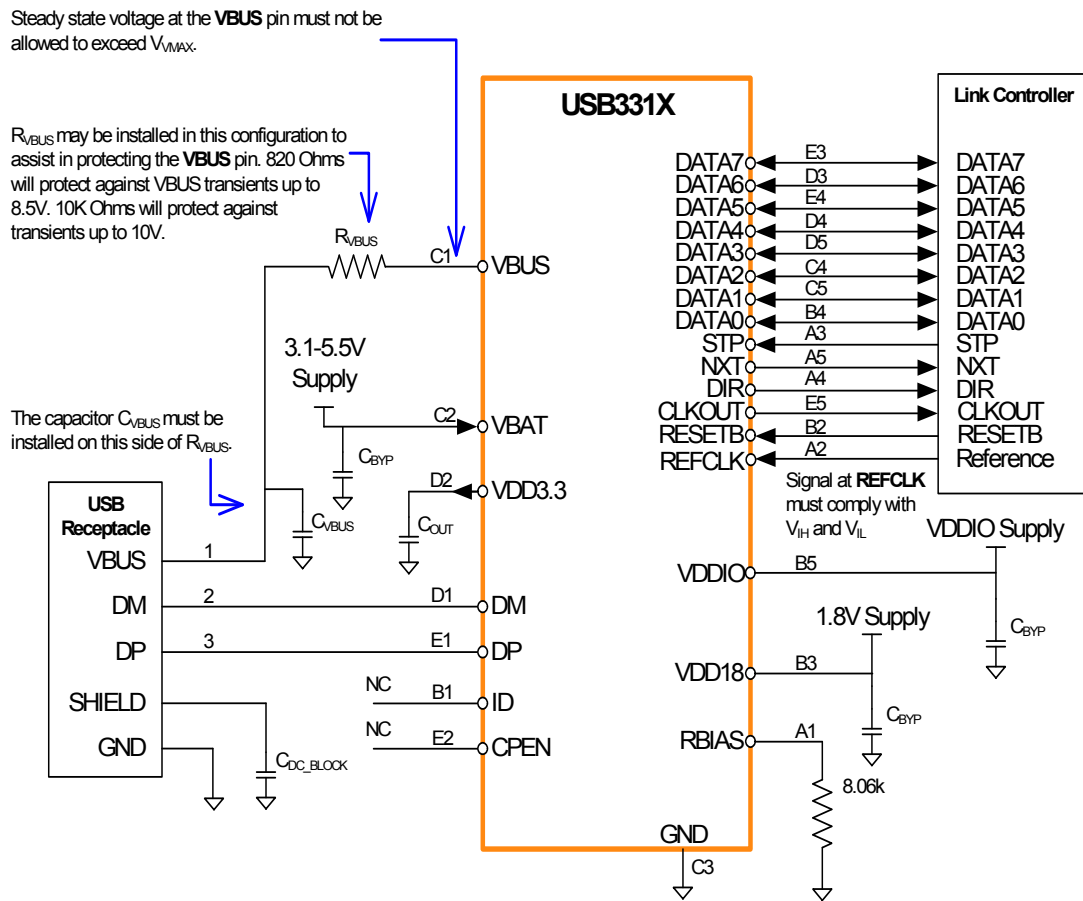 Steady state voltage at the VBUS pin must not be
allowed to exceed VVMAX.
RVBUS may be installed in this configuration to
assist in protecting the VBUS pin. 820 Ohms
will protect against VBUS transients up to
8.5V. 10K Ohms will protect against
transients up to 10V.
RVBUS
C1
VBUS
3.1-5.5V
Supply
The capacitor CVBUS must be
installed on this side of RVBUS.
C2
VBAT
CBYP
D2
VDD3.3
COUT
CVBUS
USB
Receptacle
VBUS
1
DM
2
D1
DM
DP
3
E1
DP
SHIELD
NC
B1
ID
GND
NC
E2
CPEN
CDC_BLOCK
USB331X
Link Controller
DATA7
E3
DATA7
DATA6
D3
DATA6
DATA5
E4
DATA5
DATA4
D4
DATA4
DATA3
D5
DATA3
DATA2
C4
DATA2
DATA1
C5
DATA1
DATA0
B4
DATA0
STP
A3
STP
NXT
A5
NXT
DIR
A4
DIR
CLKOUT
E5
CLKOUT
RESETB
B2
RESETB
REFCLK
A2
Reference
Signal at REFCLK
must comply with
VIH and VIL
VDDIO Supply
VDDIO
B5
CBYP
1.8V Supply
VDD18
B3
CBYP
RBIAS
A1
8.06k
GND
C3